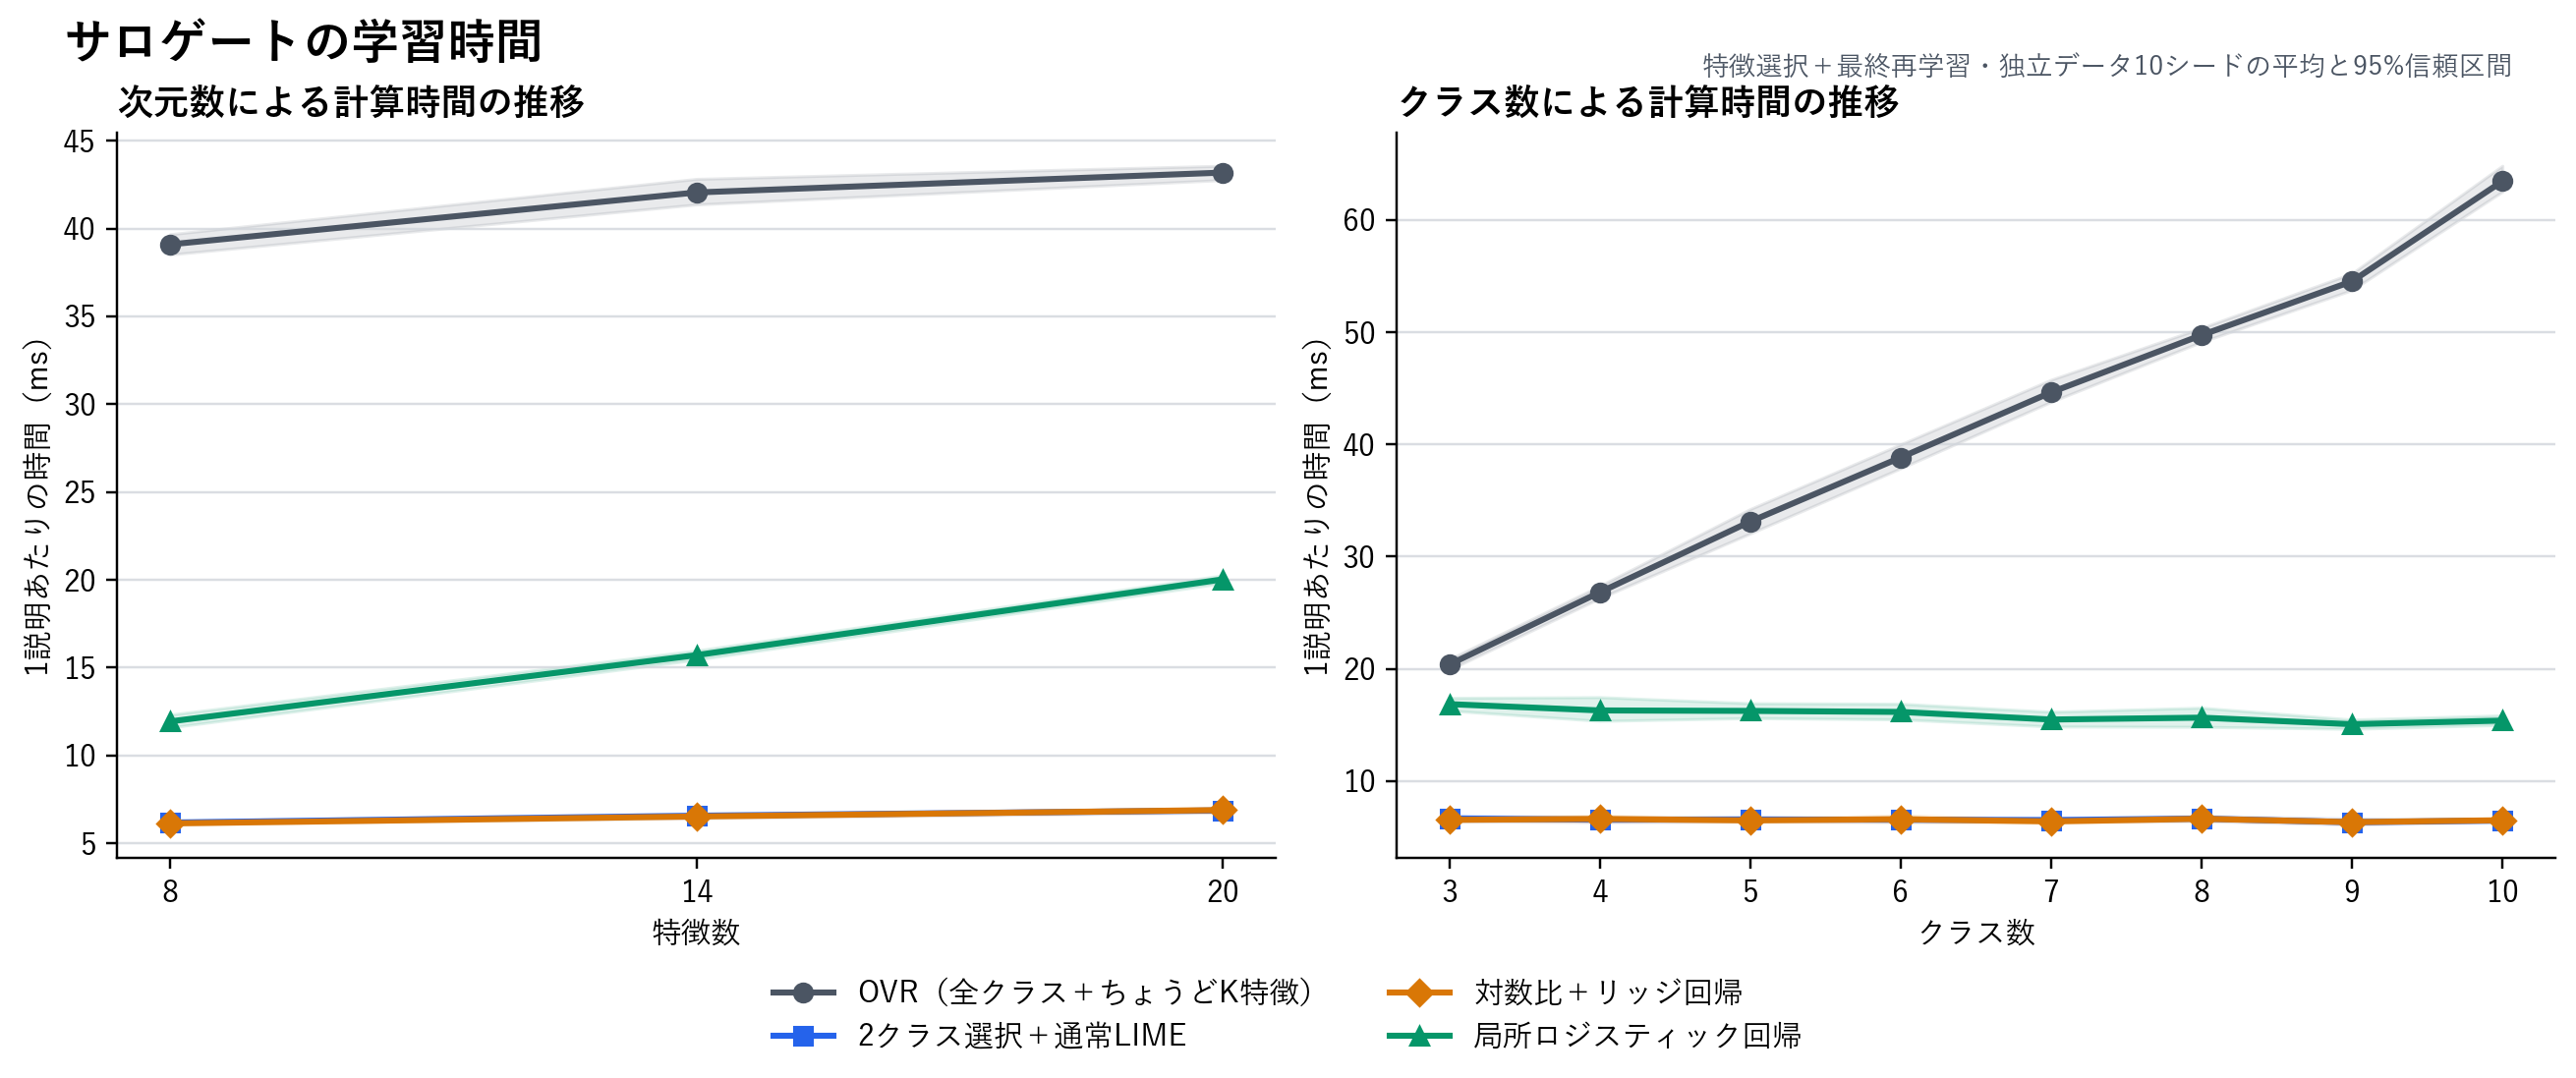 サロゲートの学習時間
特徴選択＋最終再学習・独立データ10シードの平均と95%信頼区間
次元数による計算時間の推移
45
40
35
30
25
20
15
10
5
1説明あたりの時間（ms）
8
14
20
特徴数
クラス数による計算時間の推移
60
50
40
30
20
10
1説明あたりの時間（ms）
3
4
5
6
7
8
9
10
クラス数
OVR（全クラス＋ちょうどK特徴）
2クラス選択＋通常LIME
対数比＋リッジ回帰
局所ロジスティック回帰